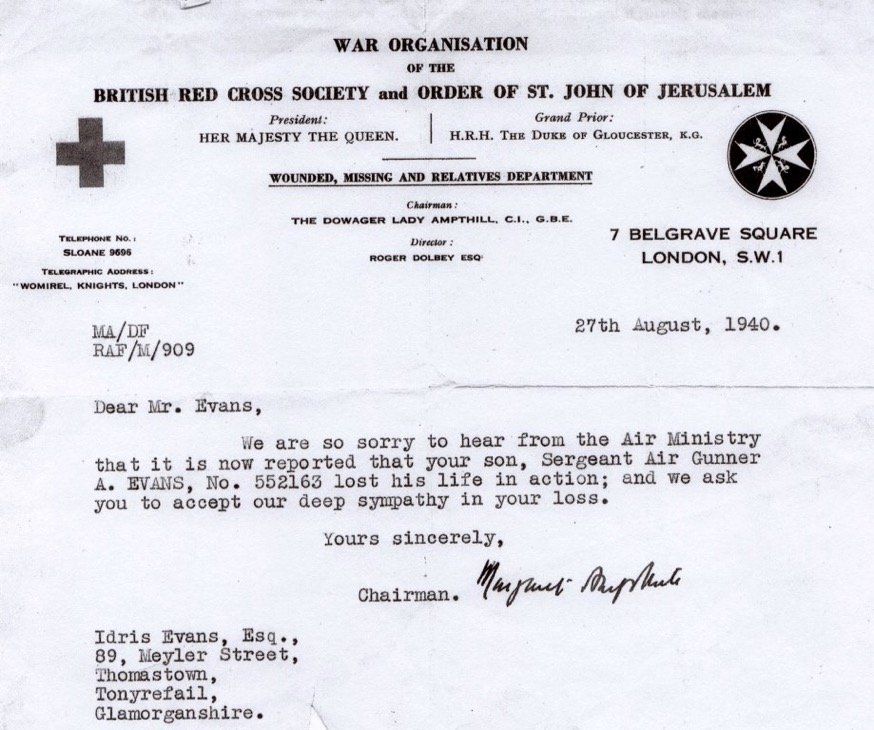 WAR ORGANISATION
OF THE
BRITISH RED CROSS SOCIETY and ORDER OF ST. JOHN OF JERUSALEM
President:
HER MAJESTY THE QUEEN.
Grand Prior:
H.R.H. THE DUKE OF GLOUCESTER, K.G.
WOUNDED, MISSING AND RELATIVES DEPARTMENT
Chairman:
THE DOWAGER LADY AMPTHILL, C.I., G.B.E.
Director:
ROGER DOLBEY ESQ.
TELEPHONE NO.:
SLOANE 9696
TELEGRAPHIC ADDRESS:
"WOMIREL, KNIGHTS, LONDON"
7 BELGRAVE SQUARE
LONDON, S.W.1
MA/DF
RAF/M/909
27th August, 1940.
Dear Mr. Evans,
We are so sorry to hear from the Air Ministry
that it is now reported that your son, Sergeant Air Gunner
A. EVANS, No. 552163 lost his life in action; and we ask
you to accept our deep sympathy in your loss.
Yours sincerely,
Chairman. Margaret Ampthill
Idris Evans, Esq.,
89, Meyler Street,
Thomastown,
Tonyrefail,
Glamorganshire.